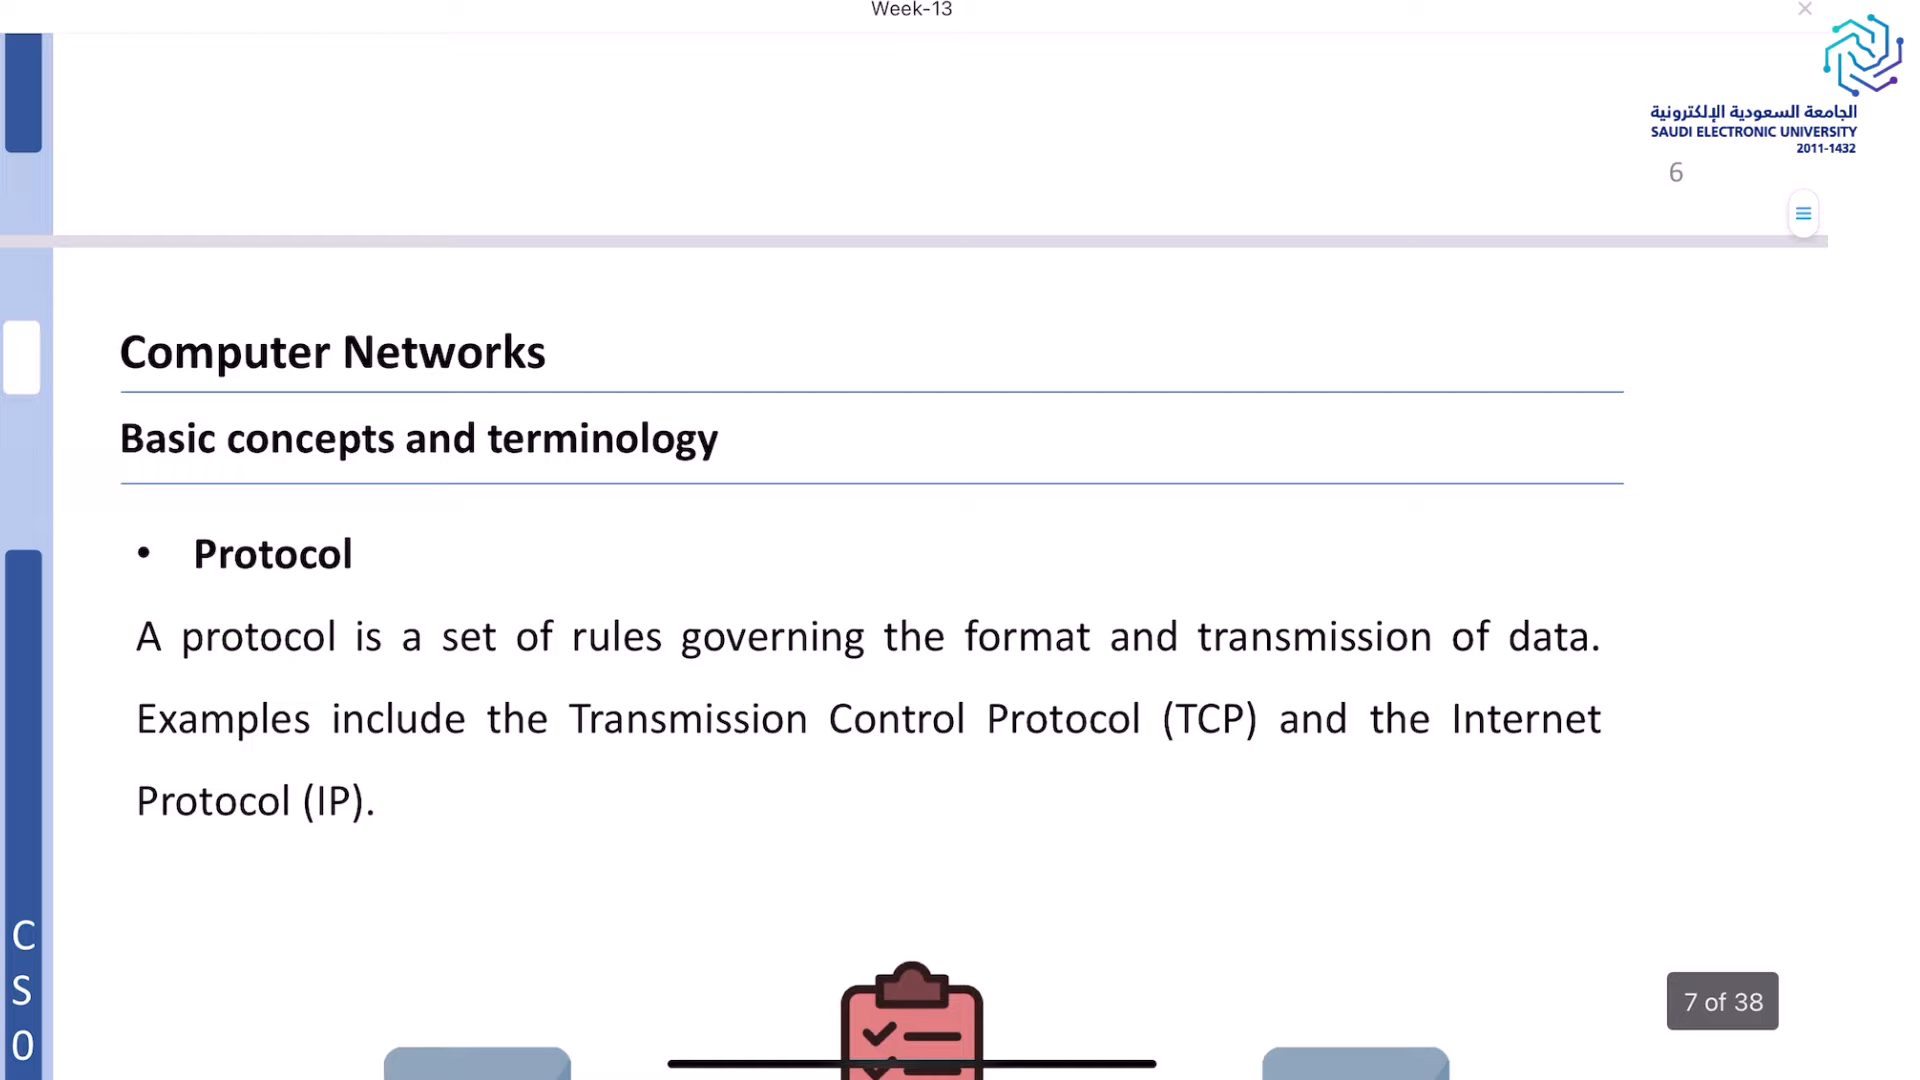 Week-13
الجامعة السعودية الإلكترونية
SAUDI ELECTRONIC UNIVERSITY
2011-1432
6
Computer Networks
Basic concepts and terminology
• Protocol
A protocol is a set of rules governing the format and transmission of data.
Examples include the Transmission Control Protocol (TCP) and the Internet
Protocol (IP).
7 of 38
C
S
0